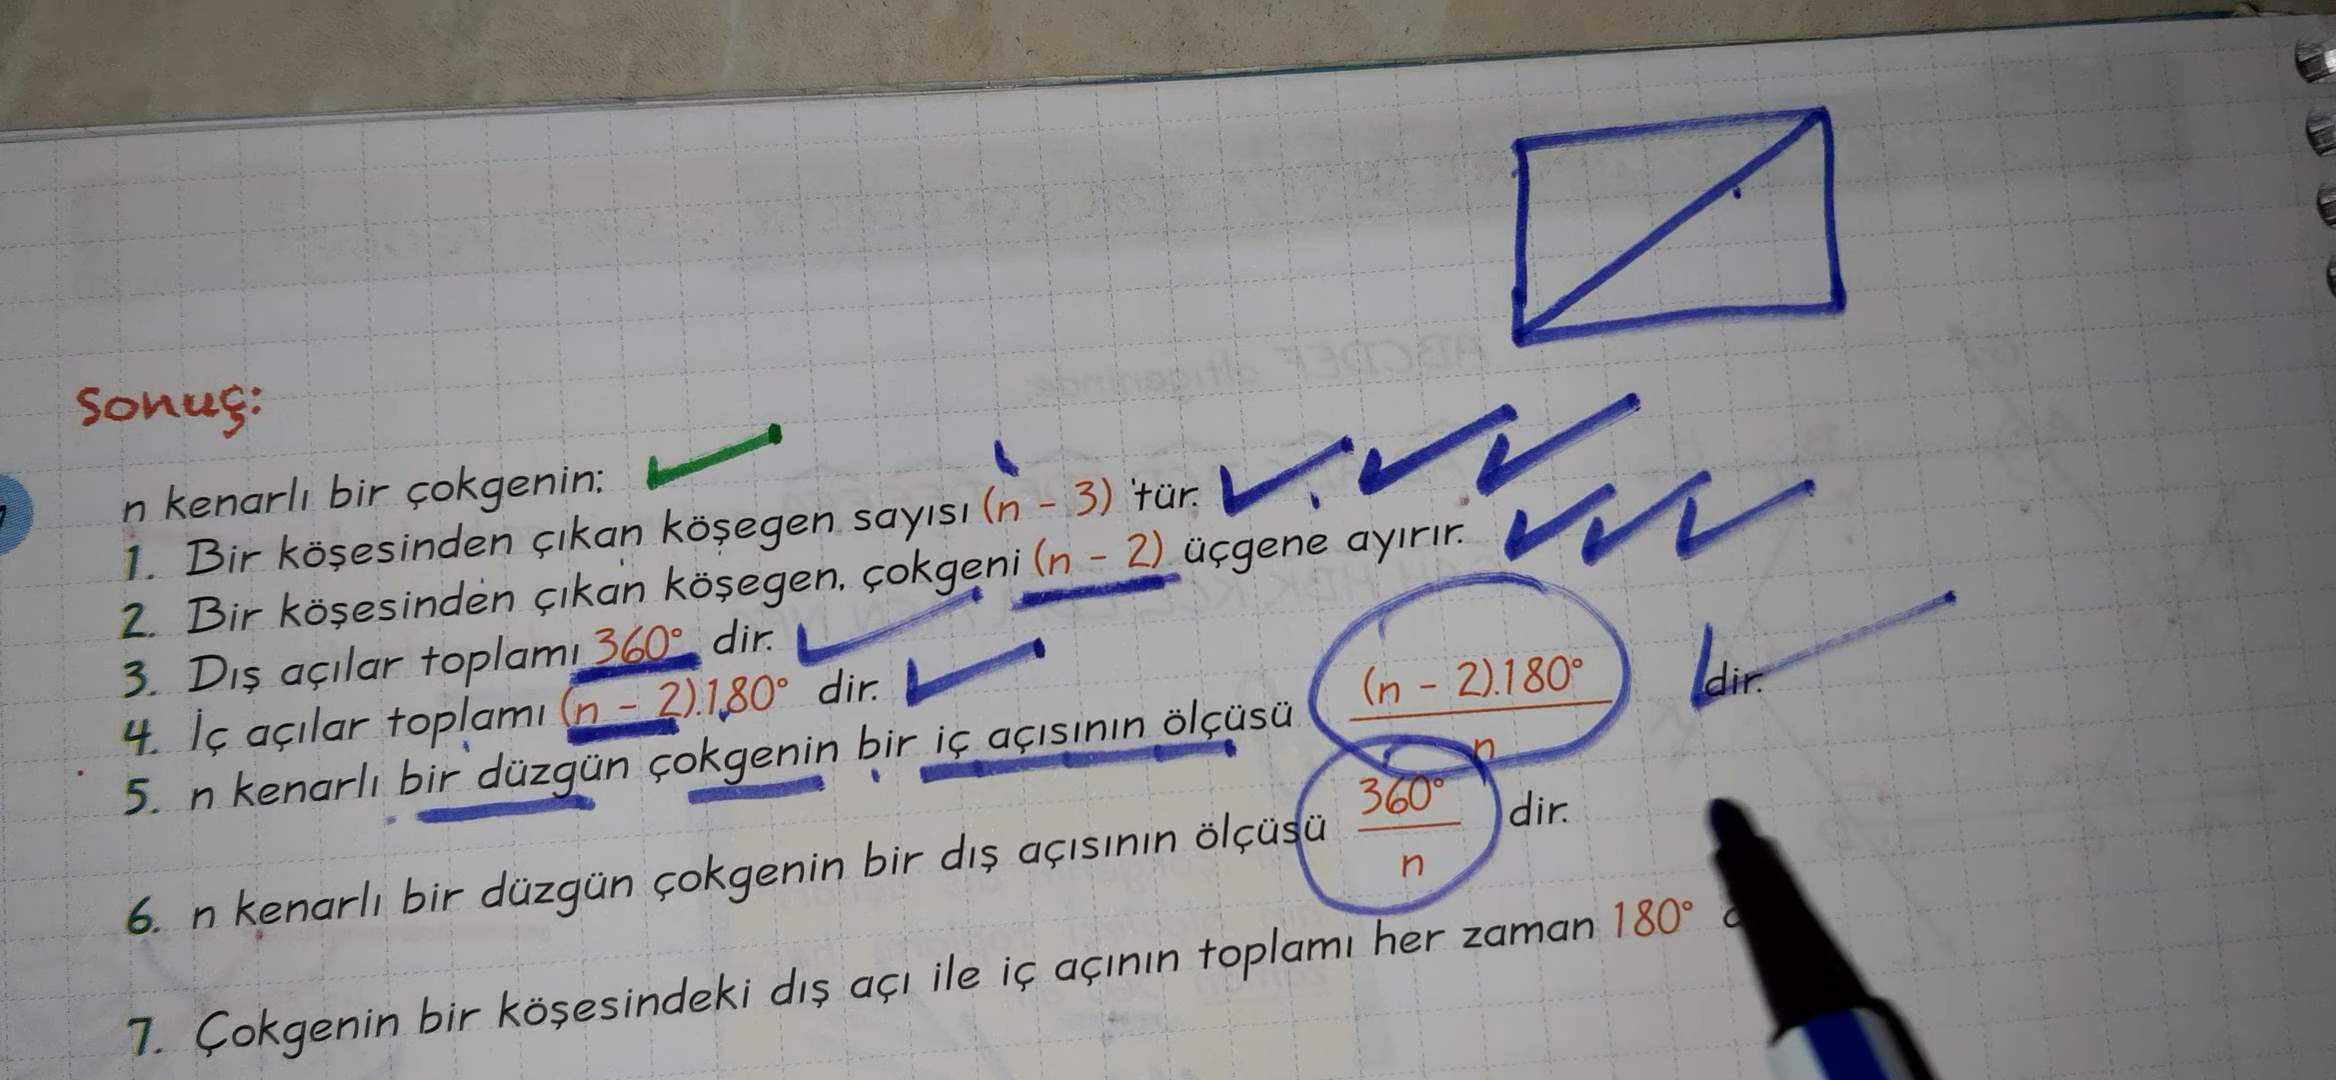 Sonuç:
n kenarlı bir çokgenin;
1. Bir köşesinden çıkan köşegen sayısı (n - 3) 'tür.
2. Bir köşesinden çıkan köşegen, çokgeni (n - 2) üçgene ayırır.
3. Dış açılar toplamı 360° dir.
4. İç açılar toplamı (n - 2).180° dir.
5. n kenarlı bir düzgün çokgenin bir iç açısının ölçüsü (n - 2).180° / n dir.
6. n kenarlı bir düzgün çokgenin bir dış açısının ölçüsü 360° / n dir.
7. Çokgenin bir köşesindeki dış açı ile iç açının toplamı her zaman 180°